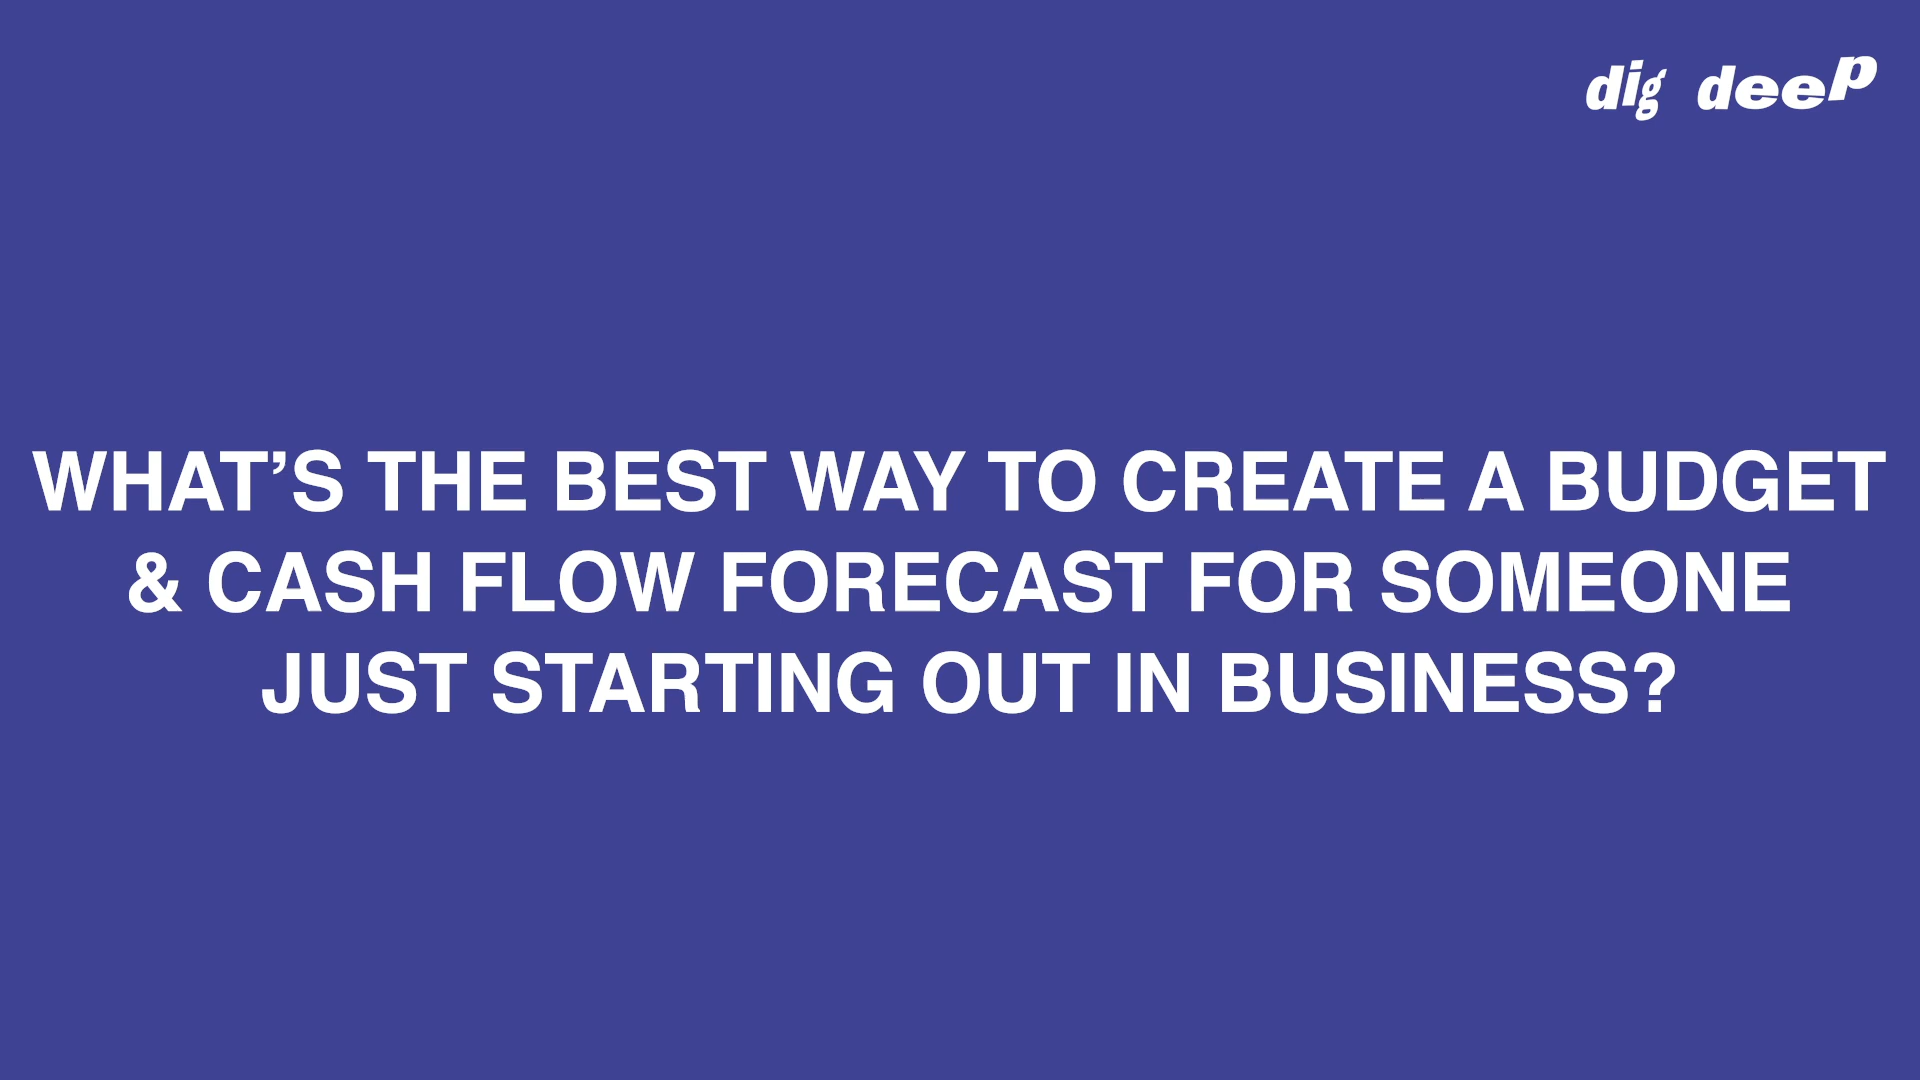 dig deep
WHAT’S THE BEST WAY TO CREATE A BUDGET
& CASH FLOW FORECAST FOR SOMEONE
JUST STARTING OUT IN BUSINESS?